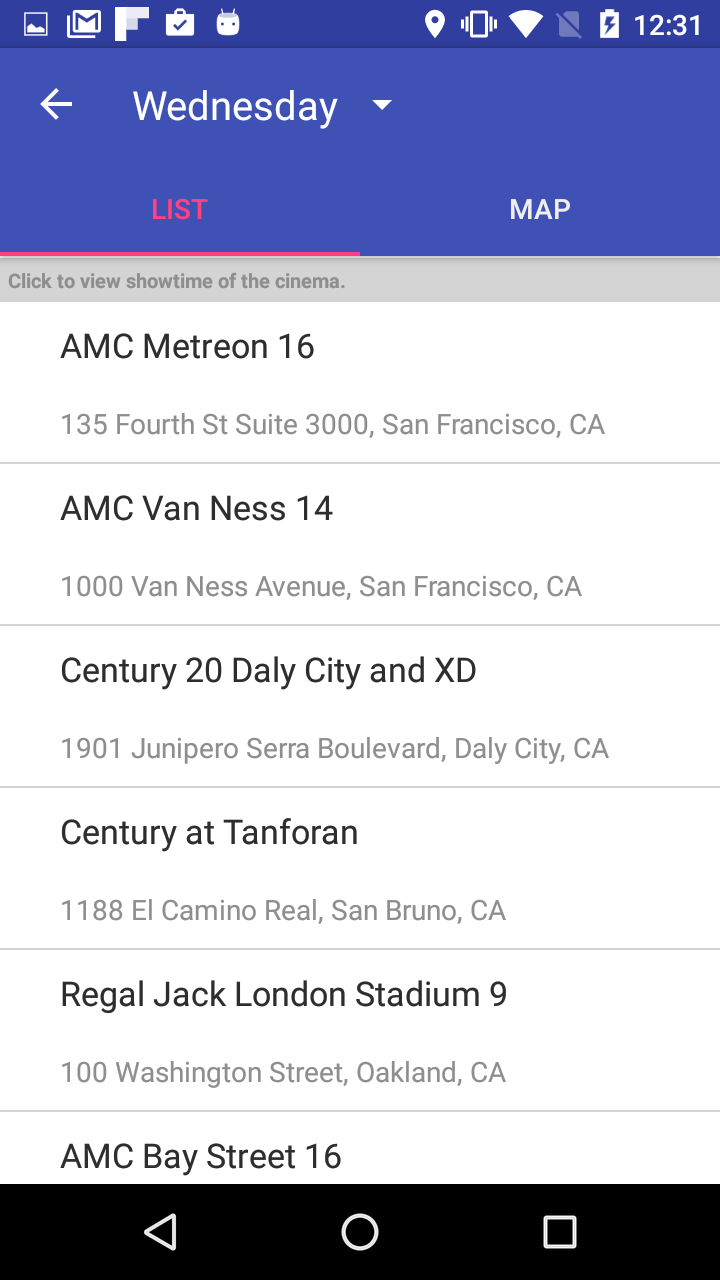 12:31
Wednesday
LIST
MAP
Click to view showtime of the cinema.
AMC Metreon 16
135 Fourth St Suite 3000, San Francisco, CA
AMC Van Ness 14
1000 Van Ness Avenue, San Francisco, CA
Century 20 Daly City and XD
1901 Junipero Serra Boulevard, Daly City, CA
Century at Tanforan
1188 El Camino Real, San Bruno, CA
Regal Jack London Stadium 9
100 Washington Street, Oakland, CA
AMC Bay Street 16